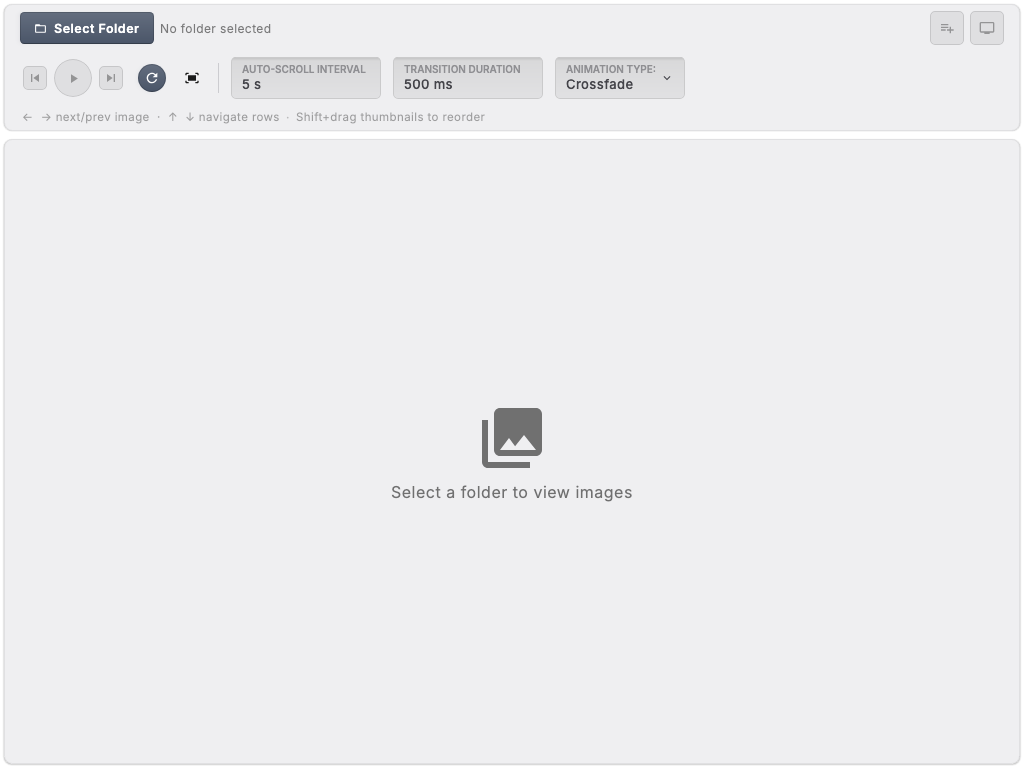 Select Folder
No folder selected
AUTO-SCROLL INTERVAL
5 s
TRANSITION DURATION
500 ms
ANIMATION TYPE:
Crossfade
← → next/prev image · ↑ ↓ navigate rows · Shift+drag thumbnails to reorder
Select a folder to view images